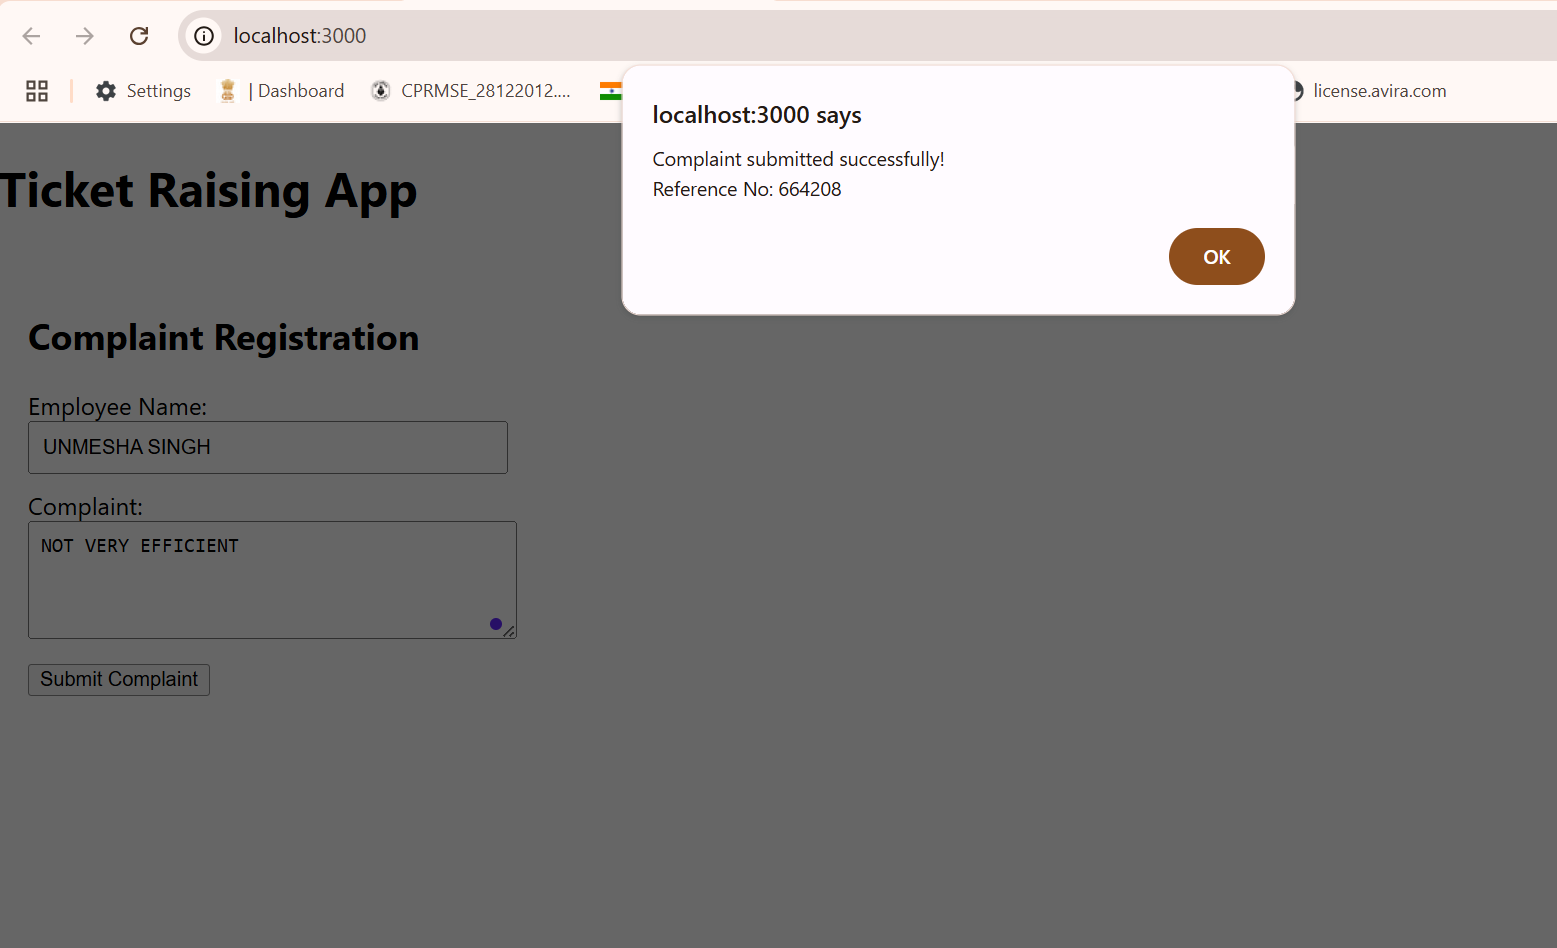 localhost:3000
Settings
| Dashboard
CPRMSE_28122012....
license.avira.com
localhost:3000 says
Complaint submitted successfully!
Reference No: 664208
OK
Ticket Raising App
Complaint Registration
Employee Name:
UNMESHA SINGH
Complaint:
NOT VERY EFFICIENT
Submit Complaint